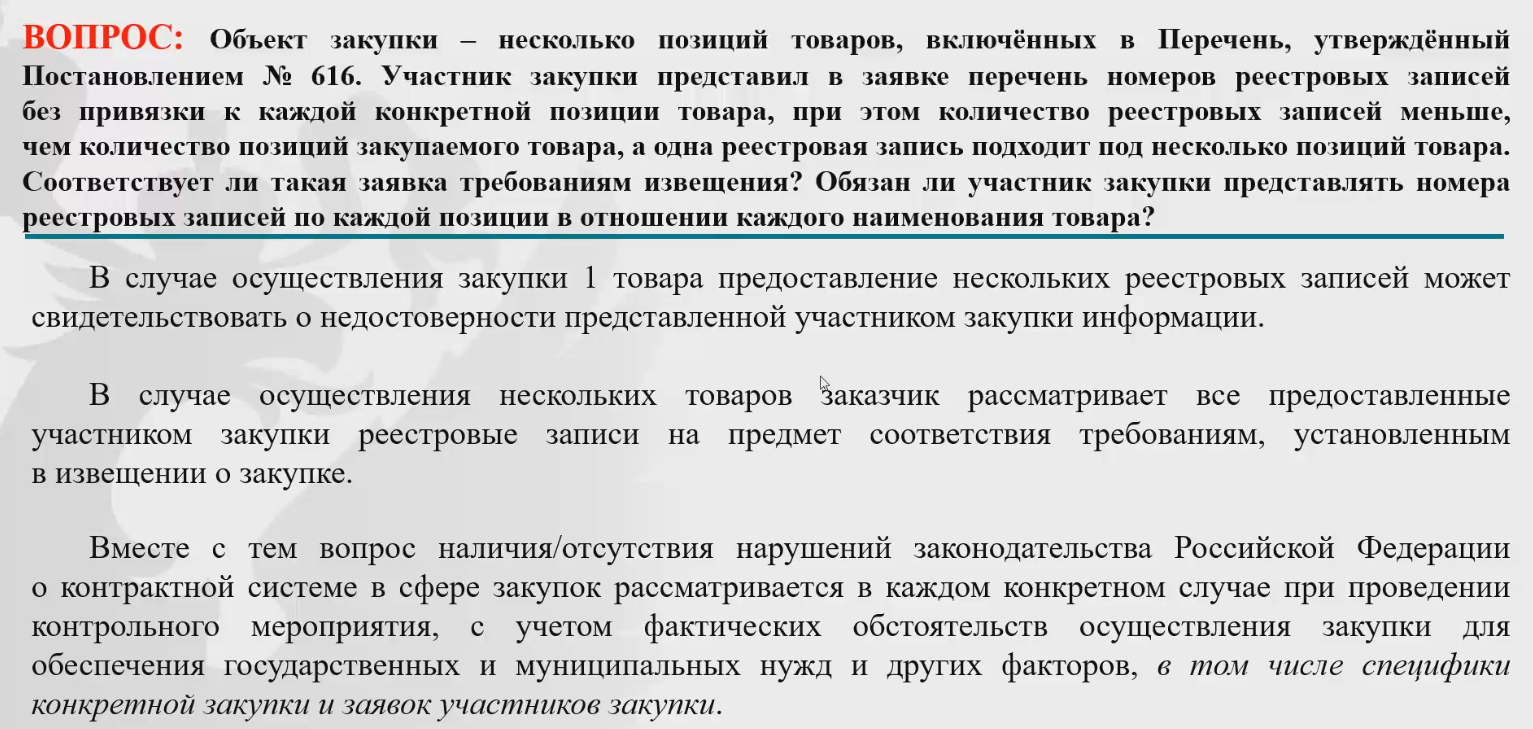 ВОПРОС: Объект закупки – несколько позиций товаров, включённых в Перечень, утверждённый
Постановлением № 616. Участник закупки представил в заявке перечень номеров реестровых записей
без привязки к каждой конкретной позиции товара, при этом количество реестровых записей меньше,
чем количество позиций закупаемого товара, а одна реестровая запись подходит под несколько позиций товара.
Соответствует ли такая заявка требованиям извещения? Обязан ли участник закупки представлять номера
реестровых записей по каждой позиции в отношении каждого наименования товара?
В случае осуществления закупки 1 товара предоставление нескольких реестровых записей может
свидетельствовать о недостоверности представленной участником закупки информации.
В случае осуществления нескольких товаров заказчик рассматривает все предоставленные
участником закупки реестровые записи на предмет соответствия требованиям, установленным
в извещении о закупке.
Вместе с тем вопрос наличия/отсутствия нарушений законодательства Российской Федерации
о контрактной системе в сфере закупок рассматривается в каждом конкретном случае при проведении
контрольного мероприятия, с учетом фактических обстоятельств осуществления закупки для
обеспечения государственных и муниципальных нужд и других факторов, в том числе специфики
конкретной закупки и заявок участников закупки.